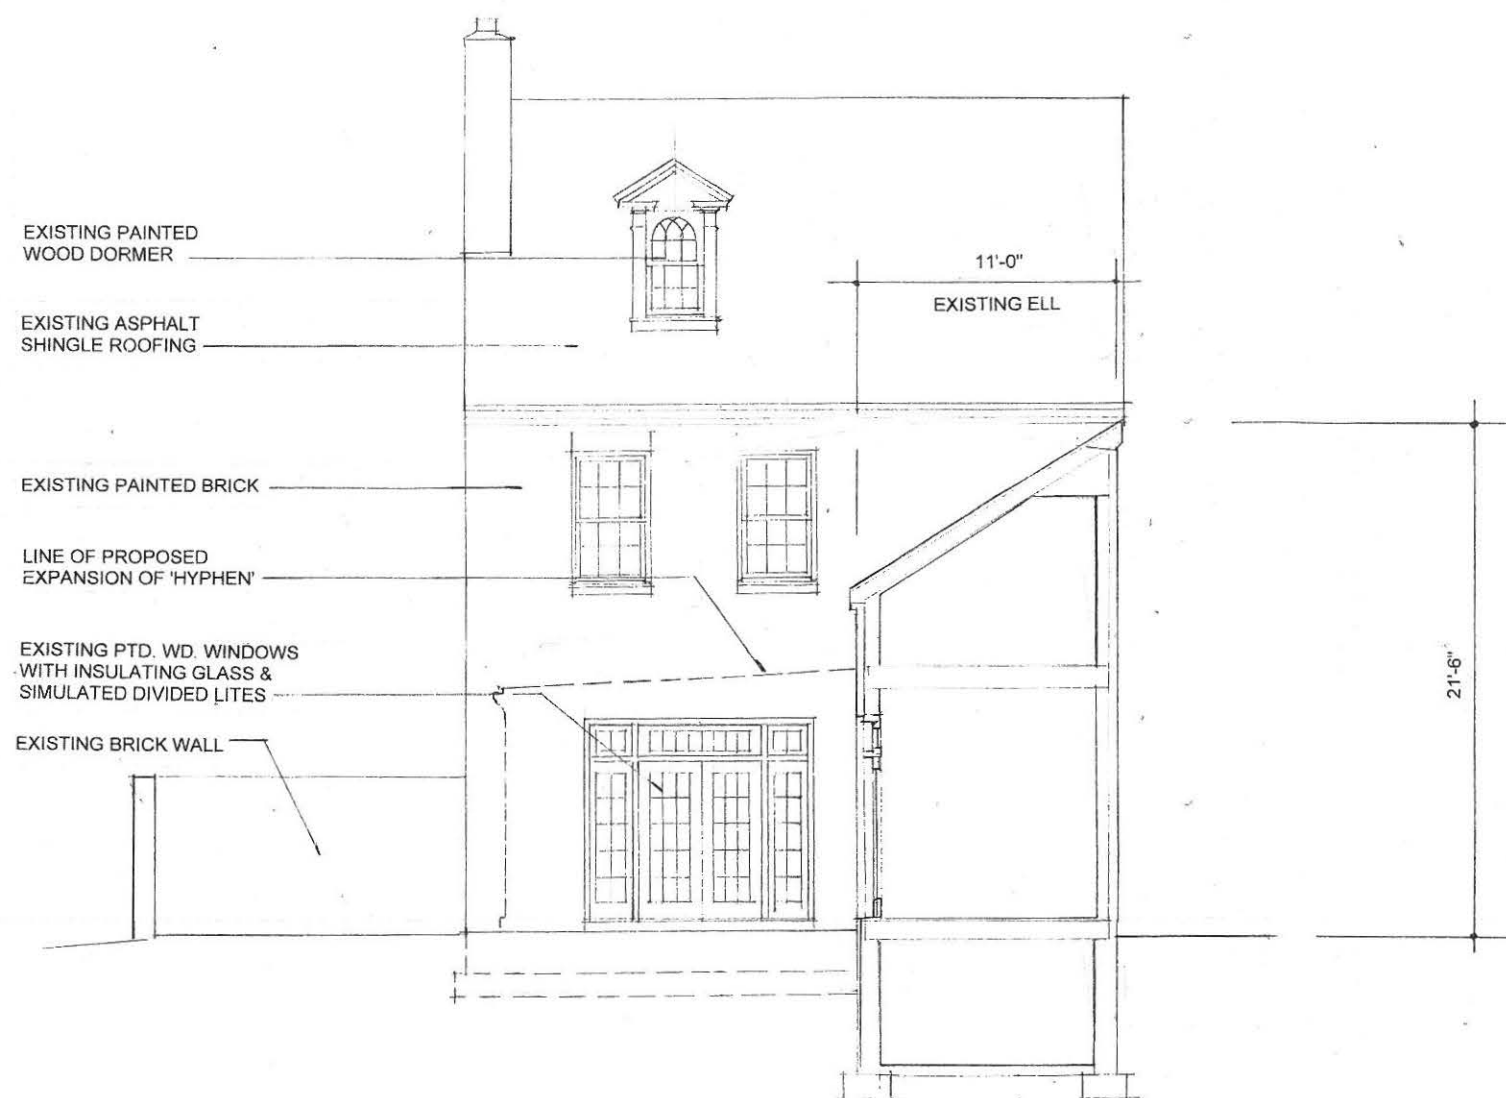 EXISTING PAINTED
WOOD DORMER
11'-0"
EXISTING ELL
EXISTING ASPHALT
SHINGLE ROOFING
EXISTING PAINTED BRICK
LINE OF PROPOSED
EXPANSION OF 'HYPHEN'
EXISTING PTD. WD. WINDOWS
WITH INSULATING GLASS &
SIMULATED DIVIDED LITES
21'-6"
EXISTING BRICK WALL